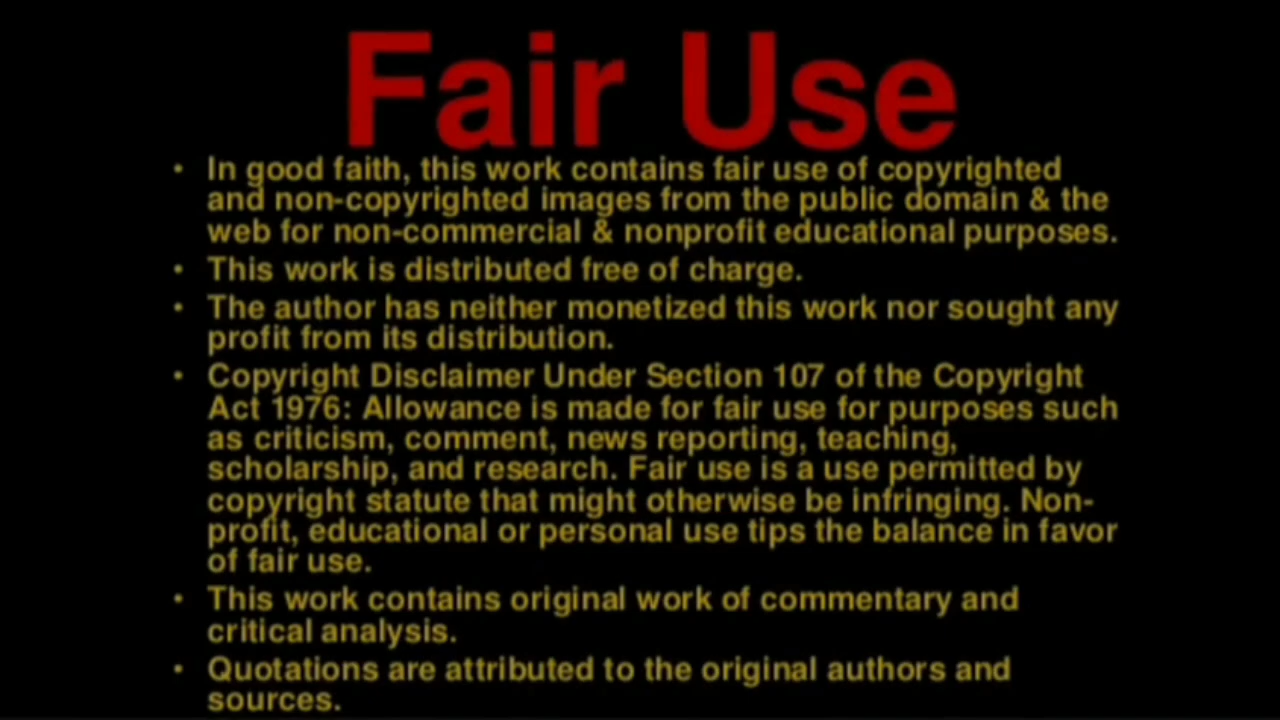 Fair Use
• In good faith, this work contains fair use of copyrighted
and non-copyrighted images from the public domain & the
web for non-commercial & nonprofit educational purposes.
• This work is distributed free of charge.
• The author has neither monetized this work nor sought any
profit from its distribution.
• Copyright Disclaimer Under Section 107 of the Copyright
Act 1976: Allowance is made for fair use for purposes such
as criticism, comment, news reporting, teaching,
scholarship, and research. Fair use is a use permitted by
copyright statute that might otherwise be infringing. Non-
profit, educational or personal use tips the balance in favor
of fair use.
• This work contains original work of commentary and
critical analysis.
• Quotations are attributed to the original authors and
sources.